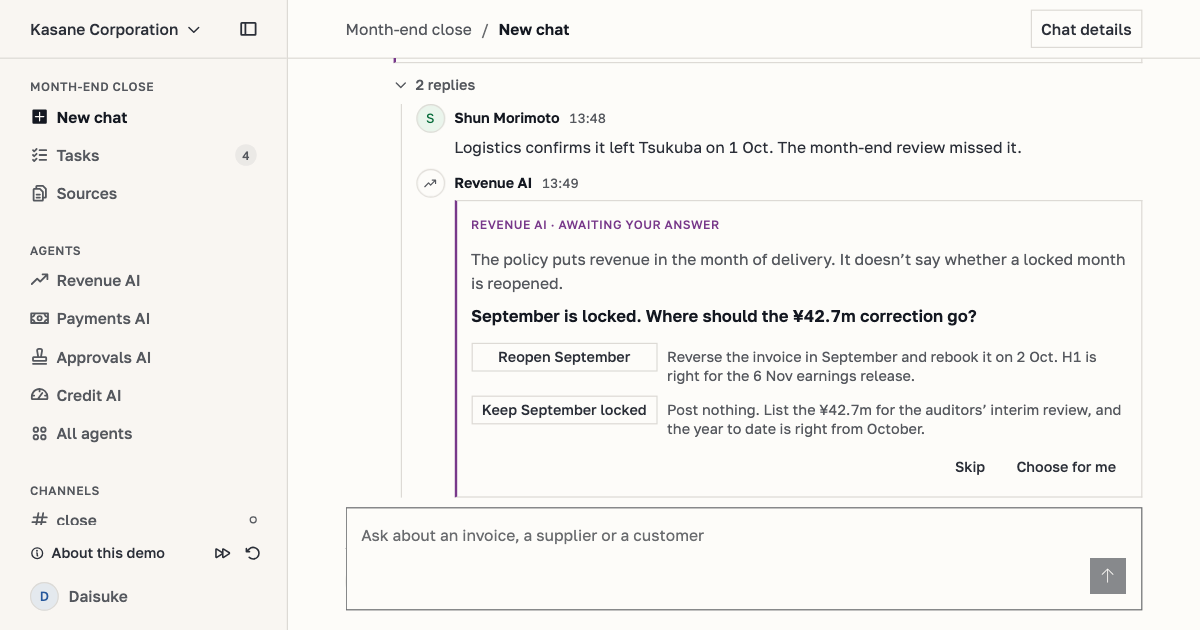 Kasane Corporation
MONTH-END CLOSE
New chat
Tasks
4
Sources
AGENTS
Revenue AI
Payments AI
Approvals AI
Credit AI
All agents
CHANNELS
close
About this demo
D
Daisuke
Month-end close / New chat
Chat details
2 replies
S
Shun Morimoto 13:48
Logistics confirms it left Tsukuba on 1 Oct. The month-end review missed it.
Revenue AI 13:49
REVENUE AI · AWAITING YOUR ANSWER
The policy puts revenue in the month of delivery. It doesn’t say whether a locked month
is reopened.
September is locked. Where should the ¥42.7m correction go?
Reopen September
Reverse the invoice in September and rebook it on 2 Oct. H1 is
right for the 6 Nov earnings release.
Keep September locked
Post nothing. List the ¥42.7m for the auditors’ interim review, and
the year to date is right from October.
Skip
Choose for me
Ask about an invoice, a supplier or a customer